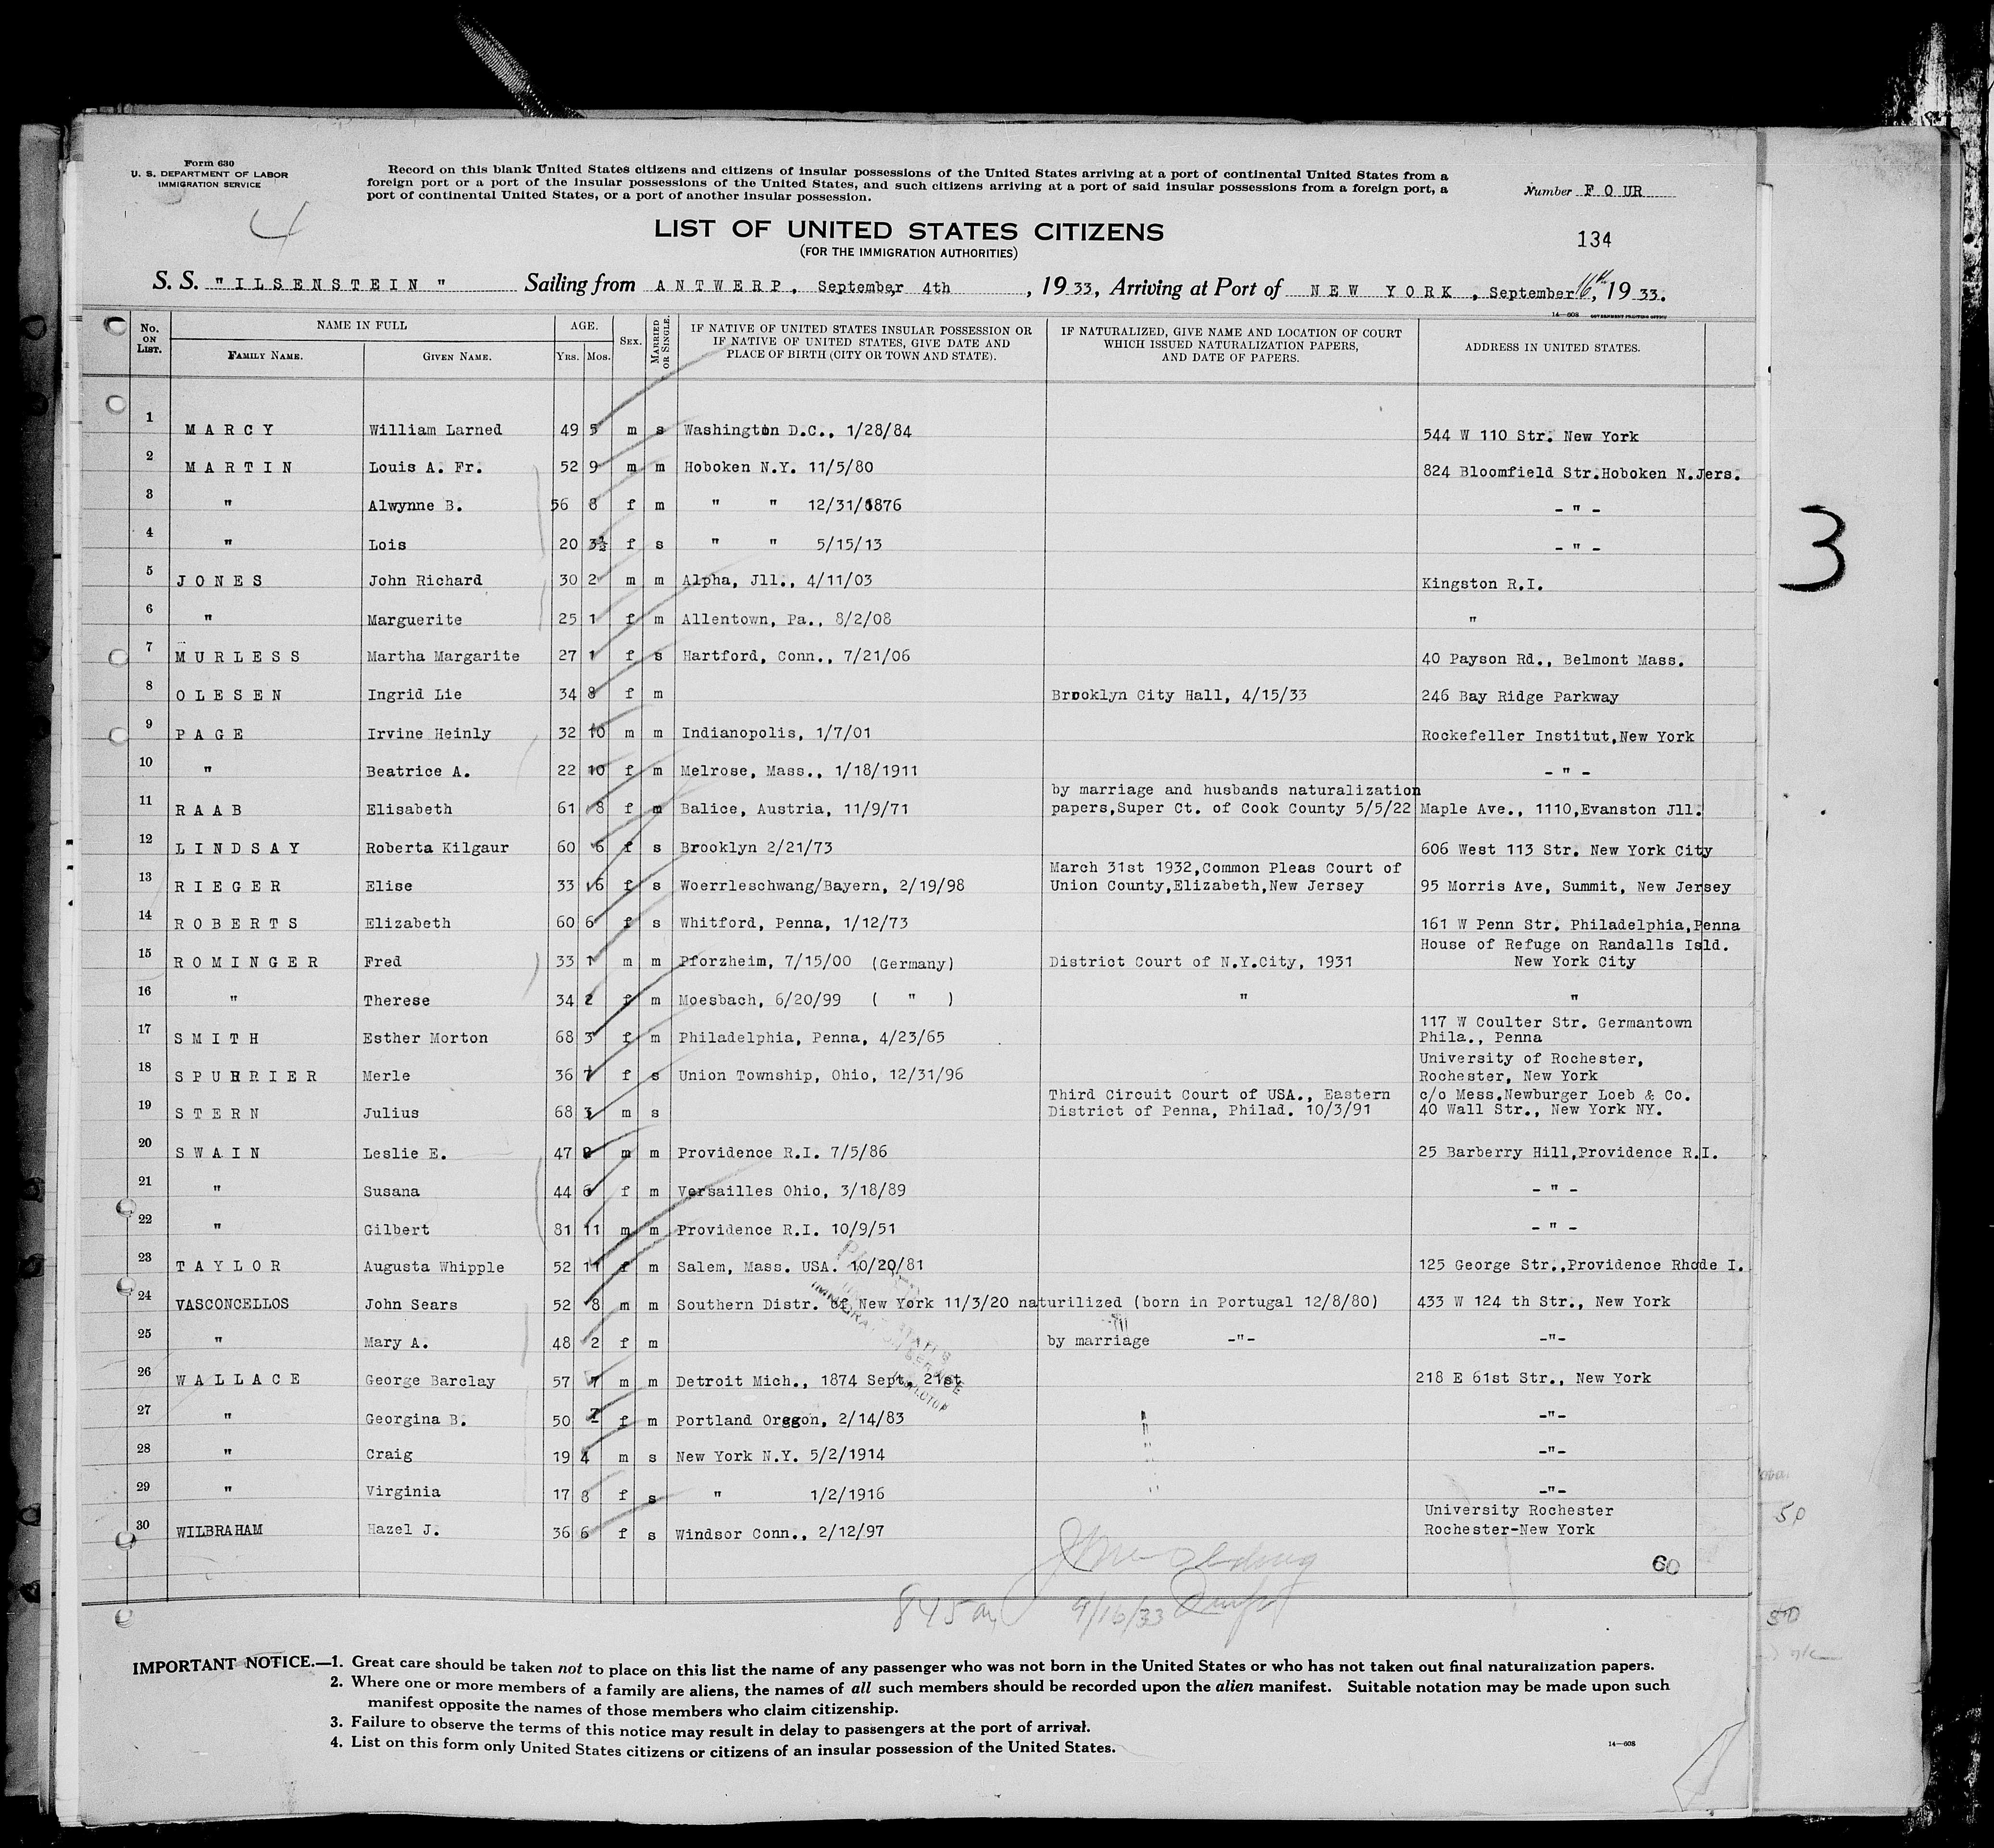 Form 630
U. S. DEPARTMENT OF LABOR
IMMIGRATION SERVICE
4
Record on this blank United States citizens and citizens of insular possessions of the United States arriving at a port of continental United States from a
foreign port or a port of the insular possessions of the United States, and such citizens arriving at a port of said insular possessions from a foreign port, a
port of continental United States, or a port of another insular possession.
Number F O UR
LIST OF UNITED STATES CITIZENS
(FOR THE IMMIGRATION AUTHORITIES)
134
S. S. "ILSENSTEIN" Sailing from ANTWERP, September, 4th, 1933, Arriving at Port of NEW YORK, September 16th, 1933.
14—608 GOVERNMENT PRINTING OFFICE
No. ON LIST. NAME IN FULL FAMILY NAME. GIVEN NAME. AGE. YRS. MOS. SEX. MARRIED OR SINGLE. IF NATIVE OF UNITED STATES INSULAR POSSESSION OR IF NATIVE OF UNITED STATES, GIVE DATE AND PLACE OF BIRTH (CITY OR TOWN AND STATE). IF NATURALIZED, GIVE NAME AND LOCATION OF COURT WHICH ISSUED NATURALIZATION PAPERS, AND DATE OF PAPERS. ADDRESS IN UNITED STATES.
1 MARCY William Larned 49 5 m s Washington D.C., 1/28/84 544 W 110 Str. New York
2 MARTIN Louis A. Fr. 52 9 m m Hoboken N.Y. 11/5/80 824 Bloomfield Str.Hoboken N.Jers.
3 " Alwynne B. 56 8 f m " " 12/31/1876 - " -
4 " Lois 20 3½ f s " " 5/15/13 - " -
5 JONES John Richard 30 2 m m Alpha, Jll., 4/11/03 Kingston R.I.
6 " Marguerite 25 1 f m Allentown, Pa., 8/2/08 "
7 MURLESS Martha Margarite 27 1 f s Hartford, Conn., 7/21/06 40 Payson Rd., Belmont Mass.
8 OLESEN Ingrid Lie 34 8 f m Brooklyn City Hall, 4/15/33 246 Bay Ridge Parkway
9 PAGE Irvine Heinly 32 10 m m Indianopolis, 1/7/01 Rockefeller Institut,New York
10 " Beatrice A. 22 10 f m Melrose, Mass., 1/18/1911 - " -
11 RAAB Elisabeth 61 8 f m Balice, Austria, 11/9/71 by marriage and husbands naturalization papers,Super Ct. of Cook County 5/5/22 Maple Ave., 1110,Evanston Jll.
12 LINDSAY Roberta Kilgaur 60 6 f s Brooklyn 2/21/73 606 West 113 Str. New York City
13 RIEGER Elise 33 6 f s Woerrleschwang/Bayern, 2/19/98 March 31st 1932,Common Pleas Court of Union County,Elizabeth,New Jersey 95 Morris Ave, Summit, New Jersey
14 ROBERTS Elizabeth 60 6 f s Whitford, Penna, 1/12/73 161 W Penn Str. Philadelphia,Penna
15 ROMINGER Fred 33 1 m m Pforzheim, 7/15/00 (Germany) District Court of N.Y.City, 1931 House of Refuge on Randalls Isld. New York City
16 " Therese 34 2 f m Moesbach, 6/20/99 ( " ) " "
17 SMITH Esther Morton 68 3 f m Philadelphia, Penna, 4/23/65 117 W Coulter Str. Germantown Phila., Penna
18 SPURRIER Merle 36 7 f s Union Township, Ohio, 12/31/96 University of Rochester, Rochester, New York
19 STERN Julius 68 3 m s Third Circuit Court of USA., Eastern District of Penna, Philad. 10/3/91 c/o Mess.Newburger Loeb & Co. 40 Wall Str., New York NY.
20 SWAIN Leslie E. 47 m m Providence R.I. 7/5/86 25 Barberry Hill,Providence R.I.
21 " Susana 44 6 f m Versailles Ohio, 3/18/89 - " -
22 " Gilbert 81 11 m m Providence R.I. 10/9/51 - " -
23 TAYLOR Augusta Whipple 52 11 f m Salem, Mass. USA. 10/20/81 125 George Str.,Providence Rhode I.
24 VASCONCELLOS John Sears 52 8 m m Southern Distr. of New York 11/3/20 naturilized (born in Portugal 12/8/80) 433 W 124 th Str., New York
25 " Mary A. 48 2 f m by marriage -"- -"-
26 WALLACE George Barclay 57 7 m m Detroit Mich., 1874 Sept. 21st 218 E 61st Str., New York
27 " Georgina B. 50 7 f m Portland Oregon, 2/14/83 " -"-
28 " Craig 19 4 m s New York N.Y. 5/2/1914 " -"-
29 " Virginia 17 8 f s " 1/2/1916 " -"-
30 WILBRAHAM Hazel J. 36 6 f s Windsor Conn., 2/12/97 University Rochester Rochester-New York
60
845 am 9/16/33
IMPORTANT NOTICE.—1. Great care should be taken not to place on this list the name of any passenger who was not born in the United States or who has not taken out final naturalization papers.
2. Where one or more members of a family are aliens, the names of all such members should be recorded upon the alien manifest. Suitable notation may be made upon such
manifest opposite the names of those members who claim citizenship.
3. Failure to observe the terms of this notice may result in delay to passengers at the port of arrival.
4. List on this form only United States citizens or citizens of an insular possession of the United States.
14—608
3
50
50